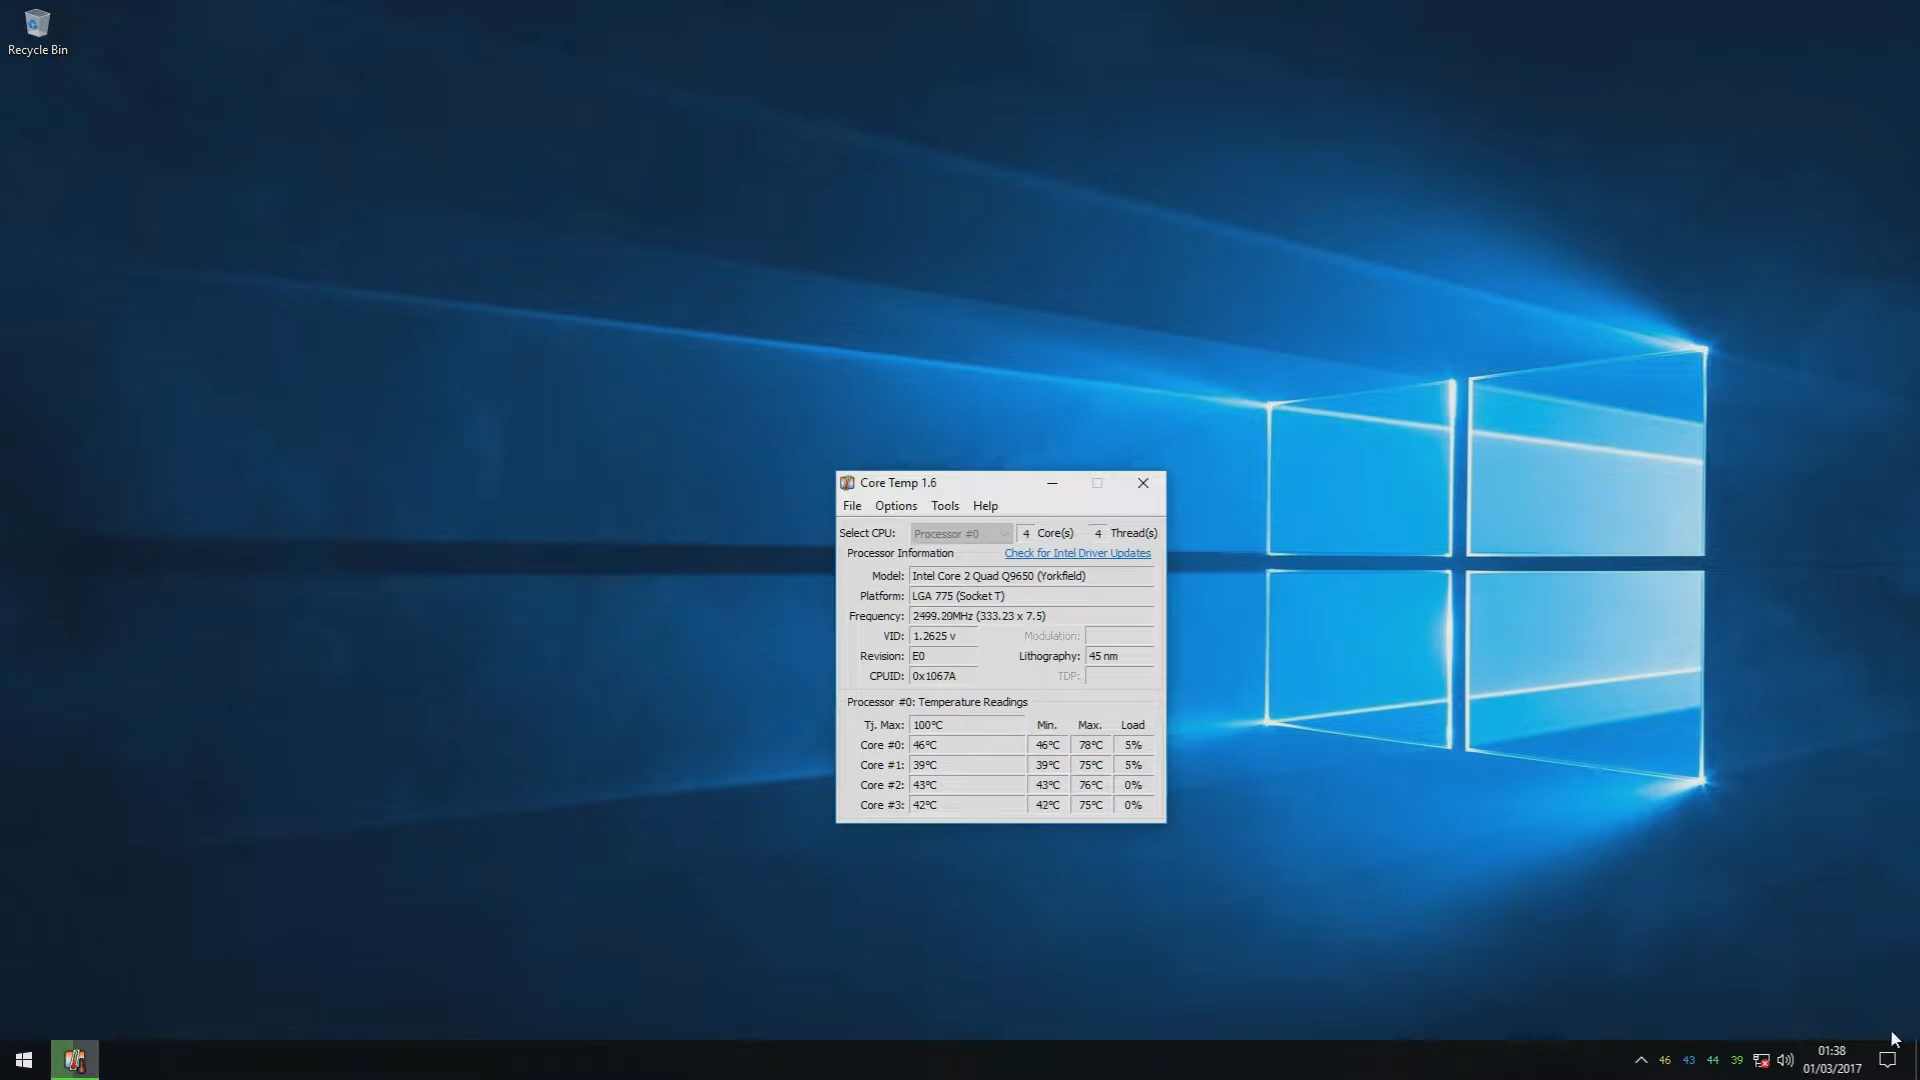 Recycle Bin
Core Temp 1.6
File Options Tools Help
Select CPU: Processor #0 4 Core(s) 4 Thread(s)
Processor Information Check for Intel Driver Updates
Model: Intel Core 2 Quad Q9650 (Yorkfield)
Platform: LGA 775 (Socket T)
Frequency: 2499.20MHz (333.23 x 7.5)
VID: 1.2625 v Modulation:
Revision: E0 Lithography: 45 nm
CPUID: 0x1067A TDP:
Processor #0: Temperature Readings
Tj. Max: 100°C Min. Max. Load
Core #0: 46°C 46°C 78°C 5%
Core #1: 39°C 39°C 75°C 5%
Core #2: 43°C 43°C 76°C 0%
Core #3: 42°C 42°C 75°C 0%
46 43 44 39 01:38
01/03/2017